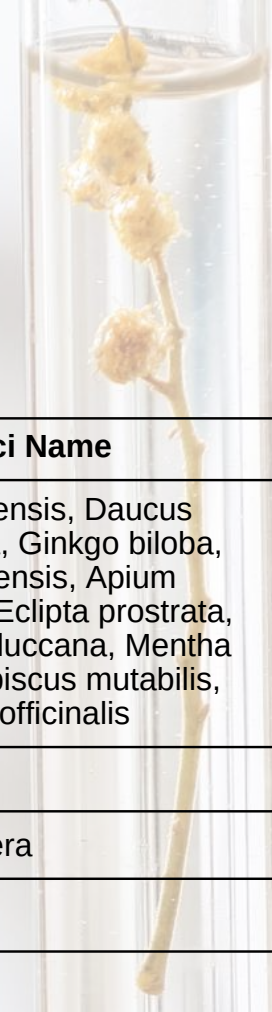 ci Name
ensis, Daucus
, Ginkgo biloba,
ensis, Apium
Eclipta prostrata,
luccana, Mentha
biscus mutabilis,
officinalis
era